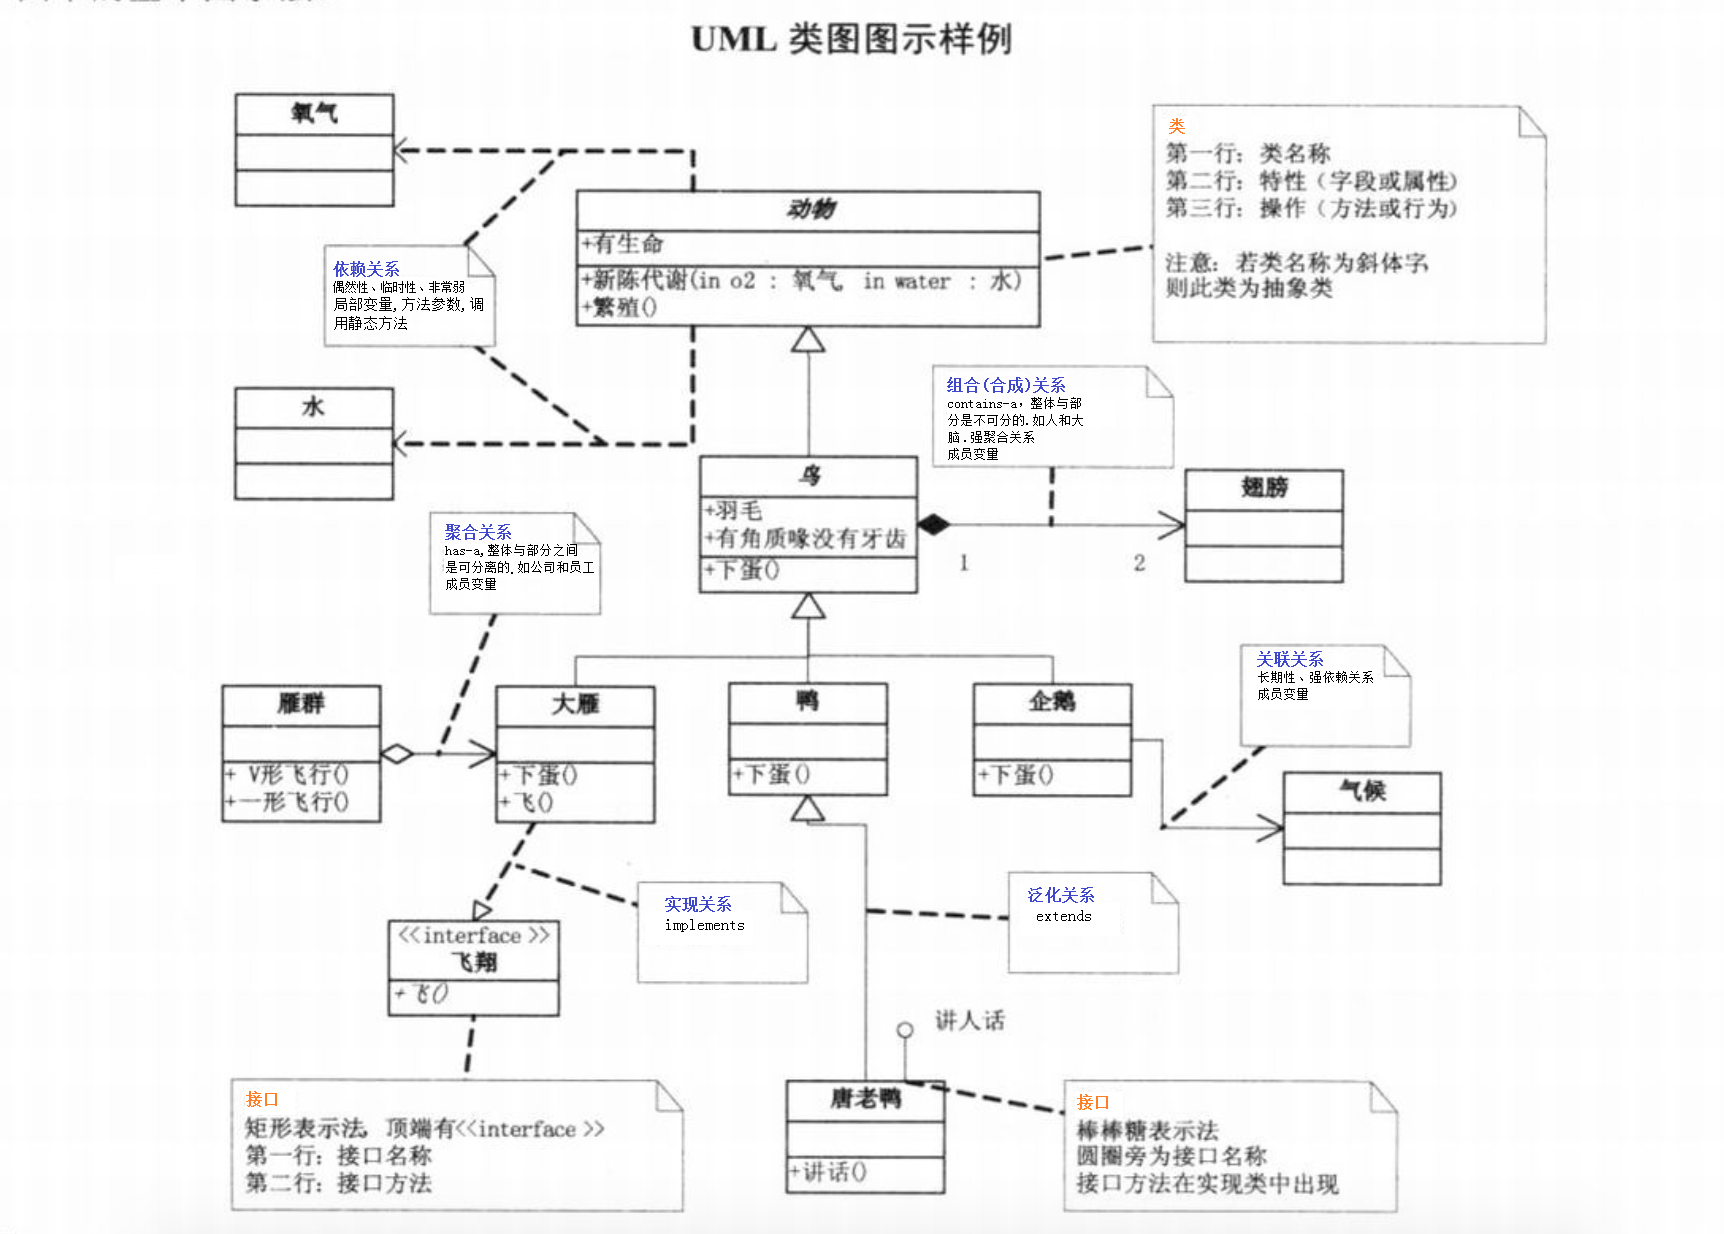 UML 类图图示样例
氧气
类
第一行：类名称
第二行：特性（字段或属性）
第三行：操作（方法或行为）
注意：若类名称为斜体字，
则此类为抽象类
动物
+有生命
+新陈代谢(in o2 : 氧气, in water : 水)
+繁殖()
依赖关系
偶然性、临时性、非常弱
局部变量,方法参数,调
用静态方法
水
组合(合成)关系
contains-a，整体与部
分是不可分的.如人和大
脑.强聚合关系
成员变量
鸟
+羽毛
+有角质喙没有牙齿
+下蛋()
1
2
翅膀
聚合关系
has-a,整体与部分之间
是可分离的.如公司和员工
成员变量
关联关系
长期性、强依赖关系
成员变量
雁群
+ V形飞行()
+一形飞行()
大雁
+下蛋()
+飞()
鸭
+下蛋()
企鹅
+下蛋()
气候
实现关系
implements
泛化关系
extends
<<interface >>
飞翔
+飞()
讲人话
接口
矩形表示法，顶端有<<interface >>
第一行：接口名称
第二行：接口方法
唐老鸭
+讲话()
接口
棒棒糖表示法
圆圈旁为接口名称
接口方法在实现类中出现